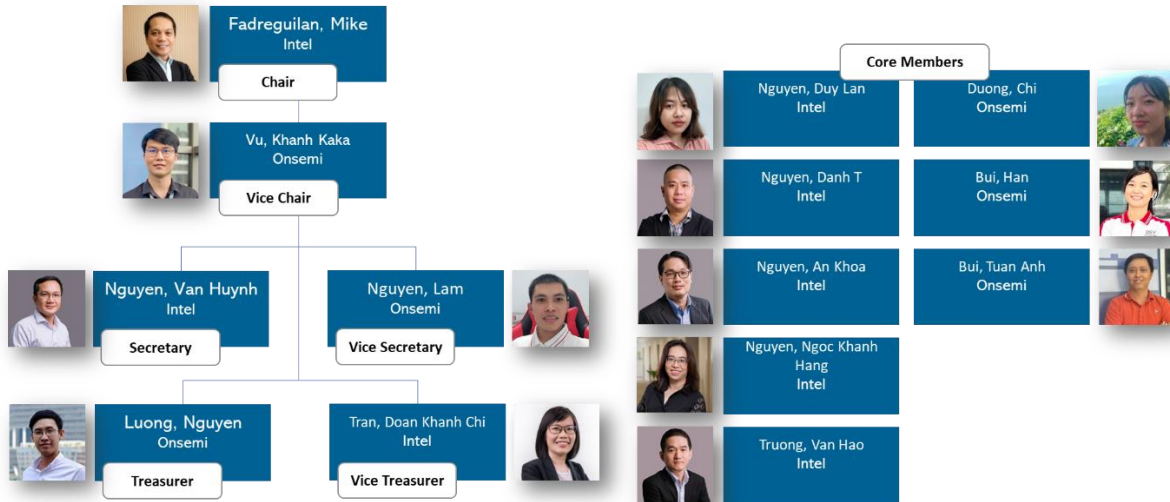 Fadreguilan, Mike
Intel
Chair
Vu, Khanh Kaka
Onsemi
Vice Chair
Nguyen, Van Huynh
Intel
Secretary
Nguyen, Lam
Onsemi
Vice Secretary
Luong, Nguyen
Onsemi
Treasurer
Tran, Doan Khanh Chi
Intel
Vice Treasurer
Core Members
Nguyen, Duy Lan
Intel
Duong, Chi
Onsemi
Nguyen, Danh T
Intel
Bui, Han
Onsemi
Nguyen, An Khoa
Intel
Bui, Tuan Anh
Onsemi
Nguyen, Ngoc Khanh
Hang
Intel
Truong, Van Hao
Intel